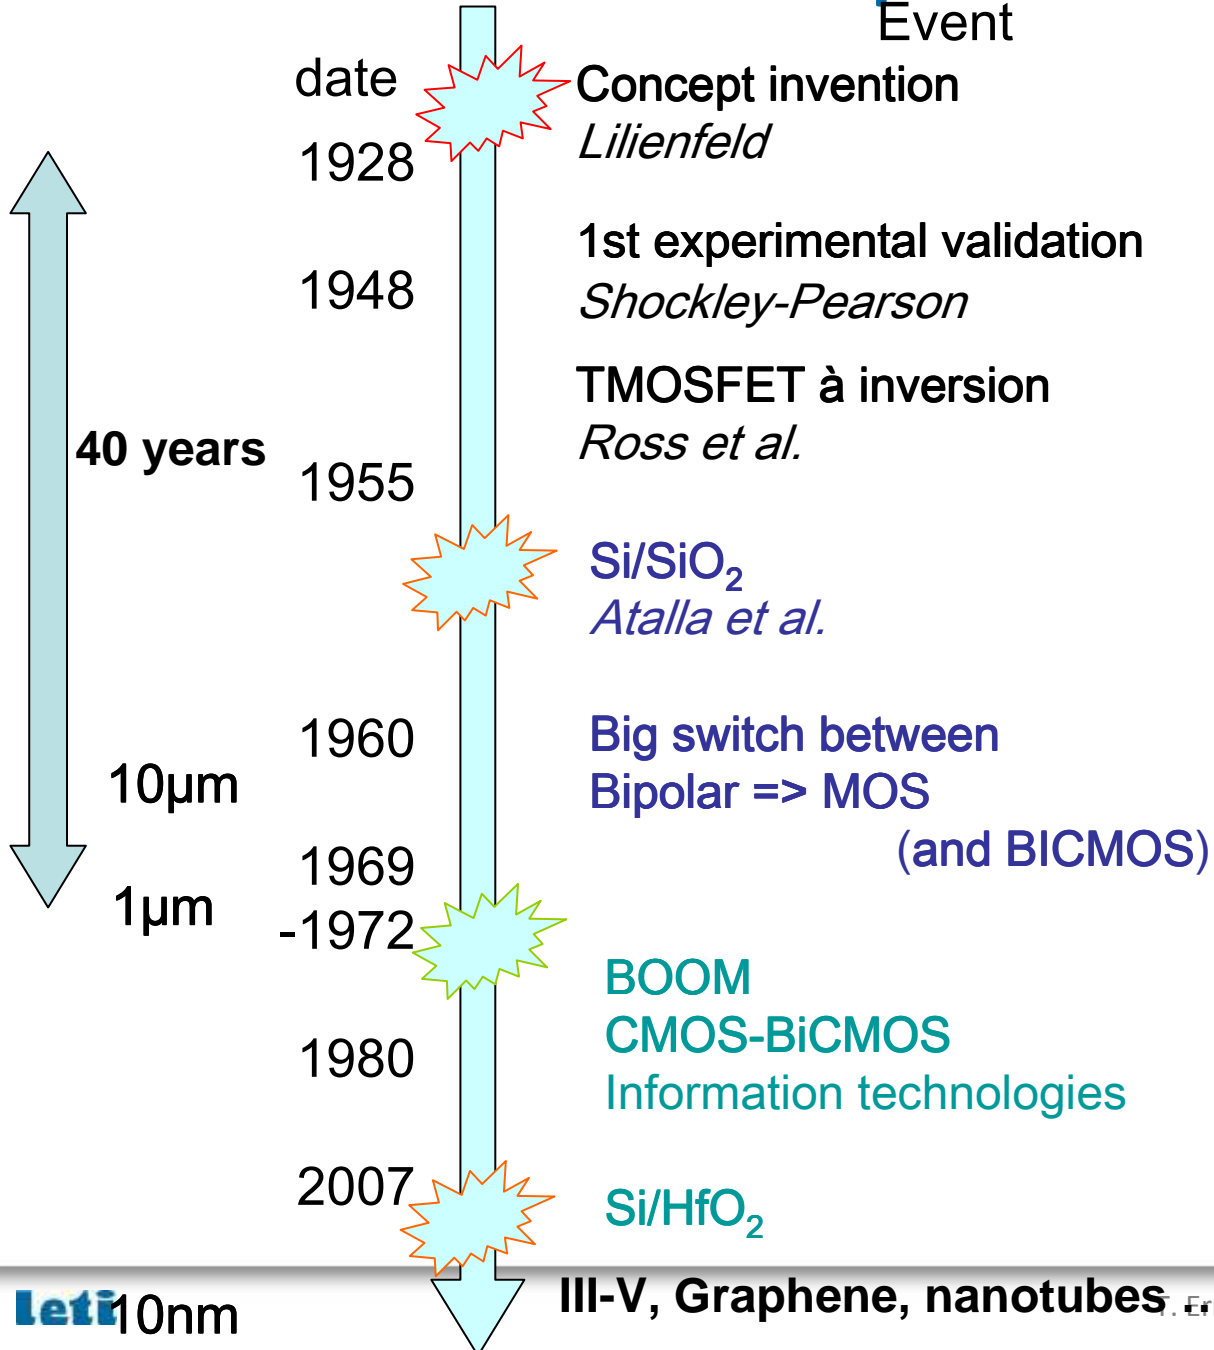 Event
date
Concept invention
Lilienfeld
1928
1st experimental validation
1948
Shockley-Pearson
TMOSFET à inversion
Ross et al.
40 years
1955
Si/SiO₂
Atalla et al.
1960
Big switch between
10µm
Bipolar => MOS
(and BICMOS)
1969
1µm
-1972
BOOM
CMOS-BiCMOS
1980
Information technologies
2007
Si/HfO₂
III-V, Graphene, nanotubes ..
leti
10nm